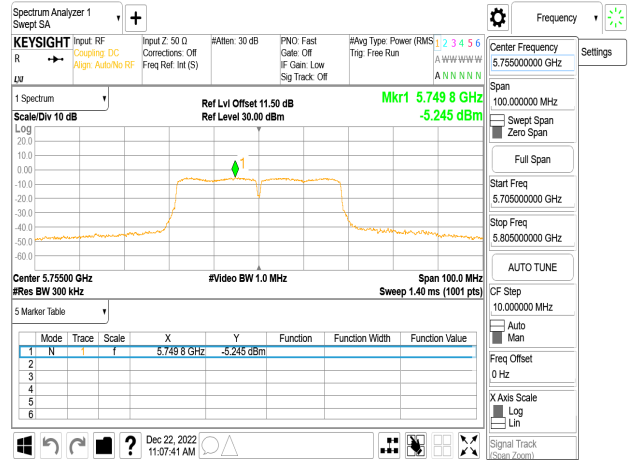 Spectrum Analyzer 1
Swept SA
KEYSIGHT
R
LXI
Input: RF
Coupling: DC
Align: Auto/No RF
Input Z: 50 Ω
Corrections: Off
Freq Ref: Int (S)
#Atten: 30 dB
PNO: Fast
Gate: Off
IF Gain: Low
Sig Track: Off
#Avg Type: Power (RMS
Trig: Free Run
1 2 3 4 5 6
A W W W W W
A N N N N N
1 Spectrum
Scale/Div 10 dB
Ref Lvl Offset 11.50 dB
Ref Level 30.00 dBm
Mkr1 5.749 8 GHz
-5.245 dBm
Log
20.0
10.0
0.00
-10.0
-20.0
-30.0
-40.0
-50.0
-60.0
1
Center 5.75500 GHz
#Res BW 300 kHz
#Video BW 1.0 MHz
Span 100.0 MHz
Sweep 1.40 ms (1001 pts)
5 Marker Table
Mode Trace Scale X Y Function Function Width Function Value
1 N 1 f 5.749 8 GHz -5.245 dBm
2
3
4
5
6
?
Dec 22, 2022
11:07:41 AM
Frequency
Settings
Center Frequency
5.755000000 GHz
Span
100.000000 MHz
Swept Span
Zero Span
Full Span
Start Freq
5.705000000 GHz
Stop Freq
5.805000000 GHz
AUTO TUNE
CF Step
10.000000 MHz
Auto
Man
Freq Offset
0 Hz
X Axis Scale
Log
Lin
Signal Track
(Span Zoom)